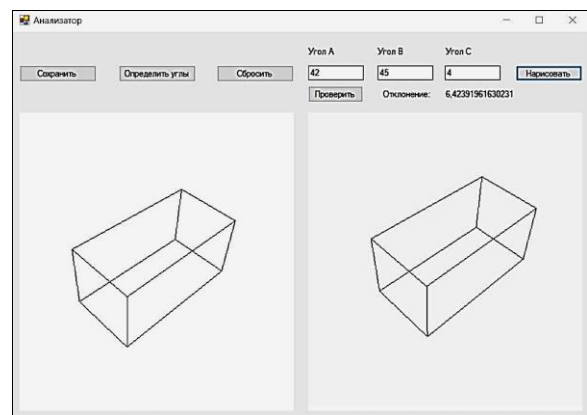 Анализатор
Угол А Угол В Угол С
Сохранить Определить углы Сбросить 42 45 4 Нарисовать
Проверить Отклонение: 6,42391961630231